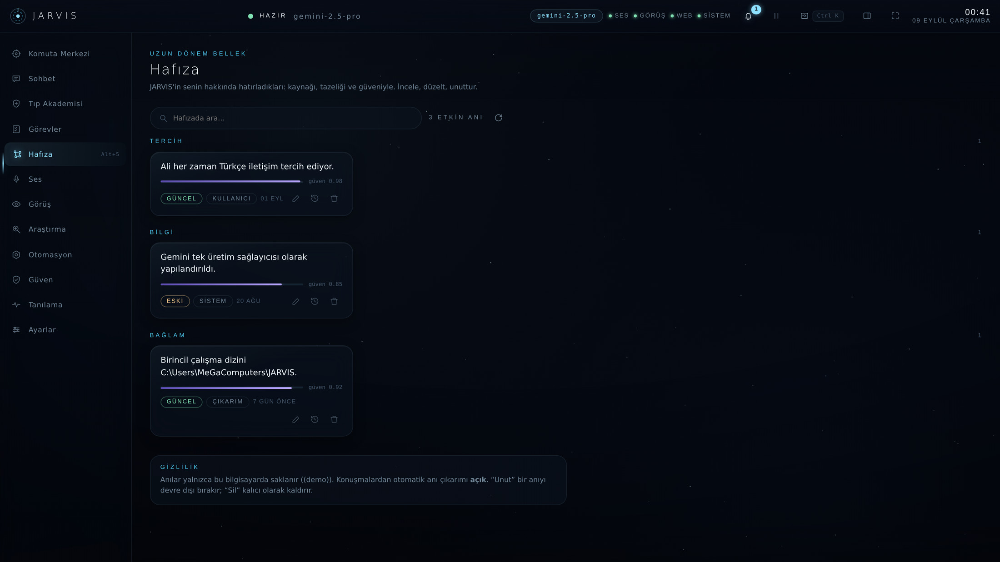 JARVIS
HAZIR gemini-2.5-pro
gemini-2.5-pro SES GÖRÜŞ WEB SİSTEM
1
Ctrl K
00:41
09 EYLÜL ÇARŞAMBA
Komuta Merkezi
Sohbet
Tıp Akademisi
Görevler
Hafıza Alt+5
Ses
Görüş
Araştırma
Otomasyon
Güven
Tanılama
Ayarlar
UZUN DÖNEM BELLEK
Hafıza
JARVIS'in senin hakkında hatırladıkları: kaynağı, tazeliği ve güveniyle. İncele, düzelt, unuttur.
Hafızada ara...
3 ETKİN ANI
TERCİH 1
Ali her zaman Türkçe iletişim tercih ediyor.
güven 0.98
GÜNCEL KULLANICI 01 EYL
BİLGİ 1
Gemini tek üretim sağlayıcısı olarak
yapılandırıldı.
güven 0.85
ESKİ SİSTEM 20 AĞU
BAĞLAM 1
Birincil çalışma dizini
C:\Users\MeGaComputers\JARVIS.
güven 0.92
GÜNCEL ÇIKARIM 7 GÜN ÖNCE
GİZLİLİK
Anılar yalnızca bu bilgisayarda saklanır ((demo)). Konuşmalardan otomatik anı çıkarımı açık. “Unut” bir anıyı
devre dışı bırakır; “Sil” kalıcı olarak kaldırır.